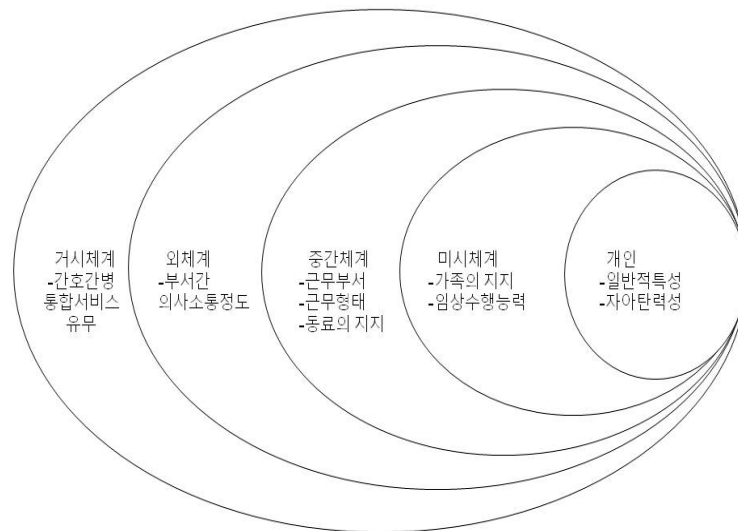 거시체계
-간호간병
통합서비스
유무
외체계
-부서간
의사소통정도
중간체계
-근무부서
-근무형태
-동료의 지지
미시체계
-가족의 지지
-임상수행능력
개인
-일반적특성
-자아탄력성